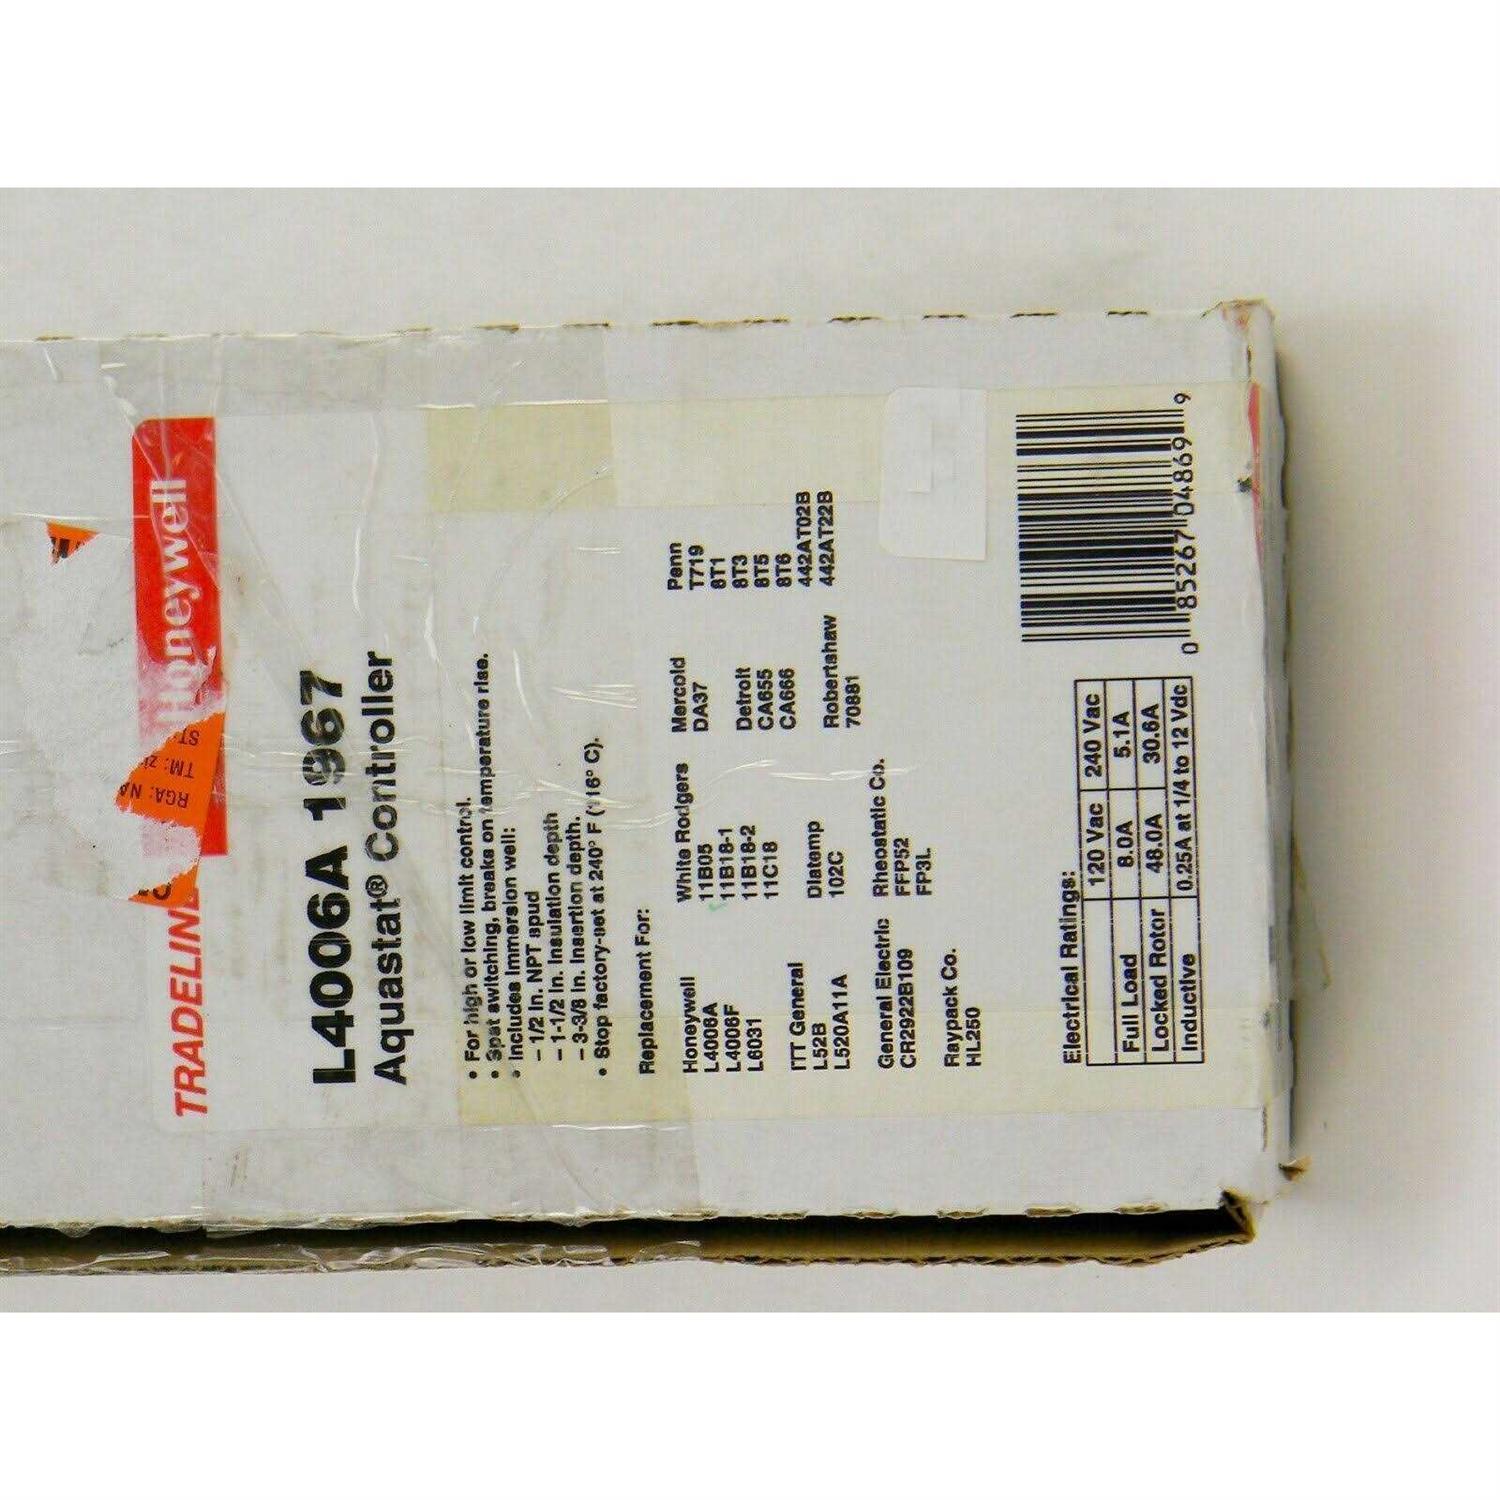 TRADELINE
Honeywell
RGA: NA
TM:
ST
L4006A 1967
Aquastat® Controller
• For high or low limit control.
• Spst switching, breaks on temperature rise.
• Includes immersion well:
– 1/2 in. NPT spud
– 1-1/2 in. insulation depth
– 3-3/8 in. insertion depth.
• Stop factory-set at 240° F (116° C).
Replacement For:
Honeywell
L4006A
L4006F
L6031
ITT General
L52B
L520A11A
General Electric
CR2922B109
Raypack Co.
HL250
White Rodgers
11B05
11B18-1
11B18-2
11C18
Diatemp
102C
Rheostatic Co.
FFP52
FP3L
Mercold
DA37
Detroit
CA655
CA666
Robertshaw
70881
Penn
T719
8T1
8T3
8T5
8T6
442AT02B
442AT22B
Electrical Ratings:
120 Vac 240 Vac
Full Load 8.0A 5.1A
Locked Rotor 48.0A 30.6A
Inductive 0.25A at 1/4 to 12 Vdc
0 85267 04869 9